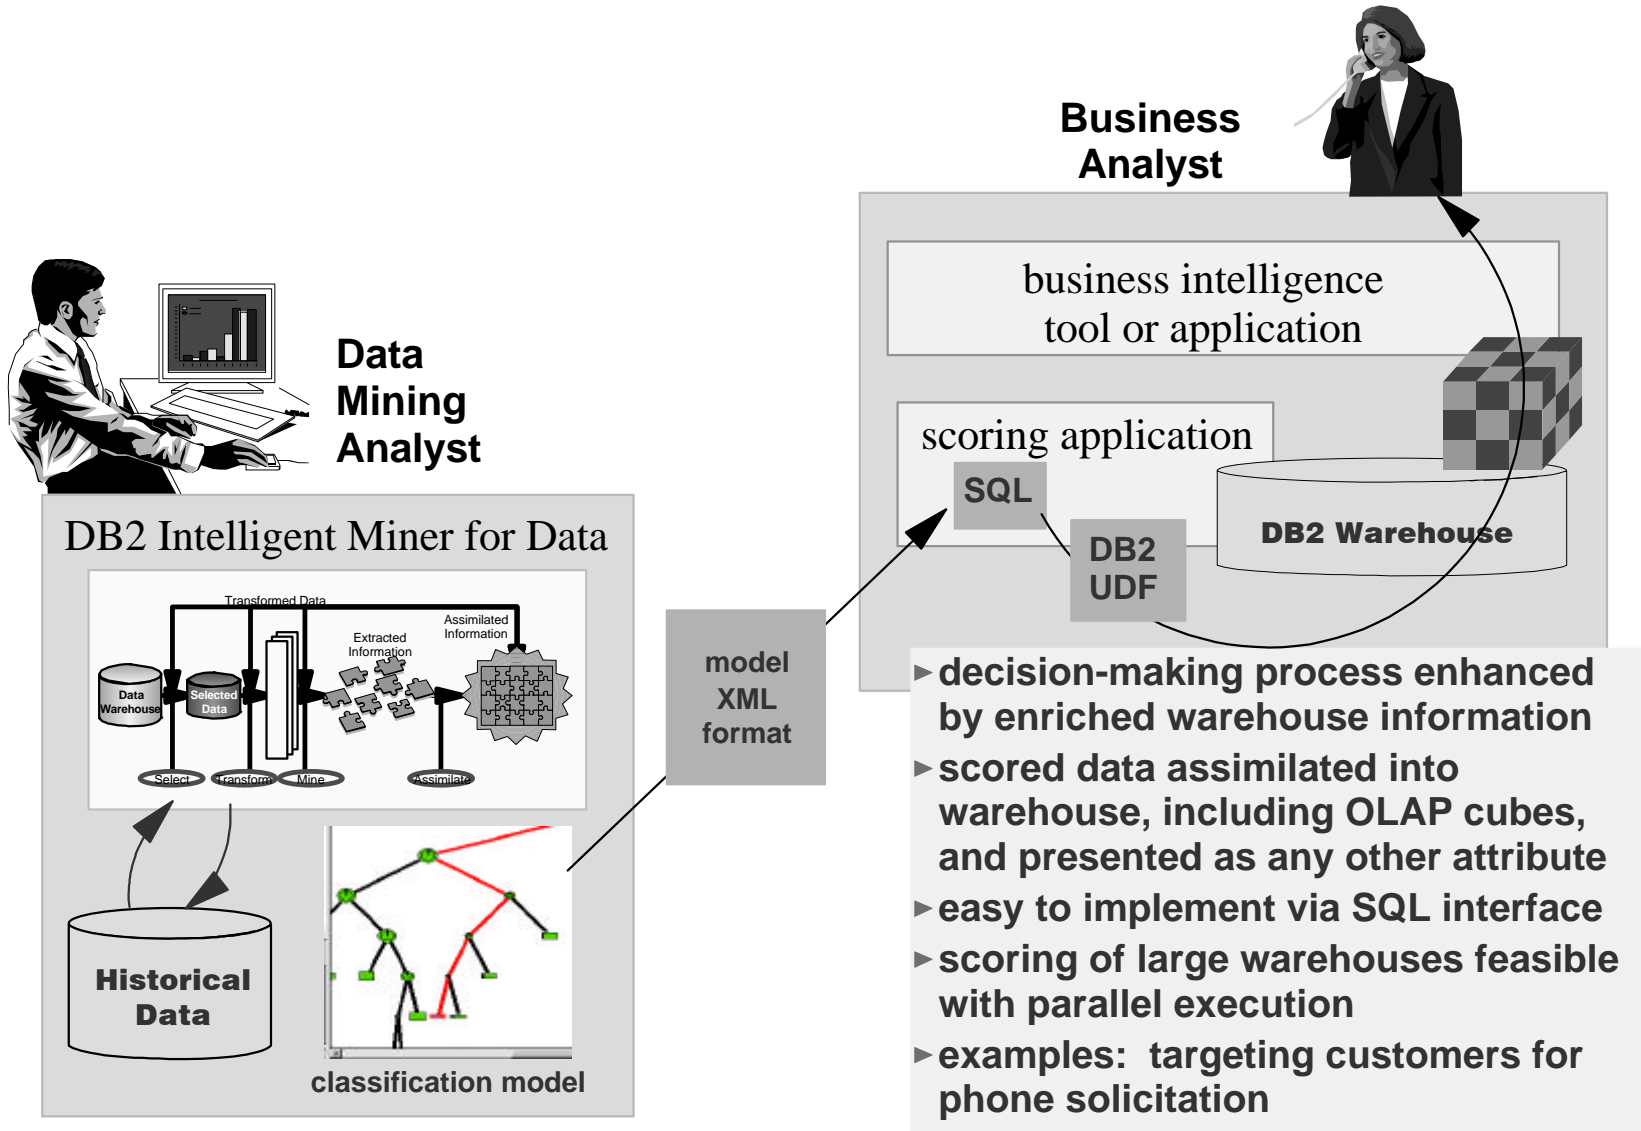 Business
Analyst
business intelligence
tool or application
scoring application
SQL
DB2
UDF
DB2 Warehouse
Data
Mining
Analyst
DB2 Intelligent Miner for Data
Transformed Data
Assimilated
Information
Extracted
Information
Data
Warehouse
Selected
Data
Select
Transform
Mine
Assimilate
Historical
Data
classification model
model
XML
format
decision-making process enhanced
by enriched warehouse information
scored data assimilated into
warehouse, including OLAP cubes,
and presented as any other attribute
easy to implement via SQL interface
scoring of large warehouses feasible
with parallel execution
examples: targeting customers for
phone solicitation